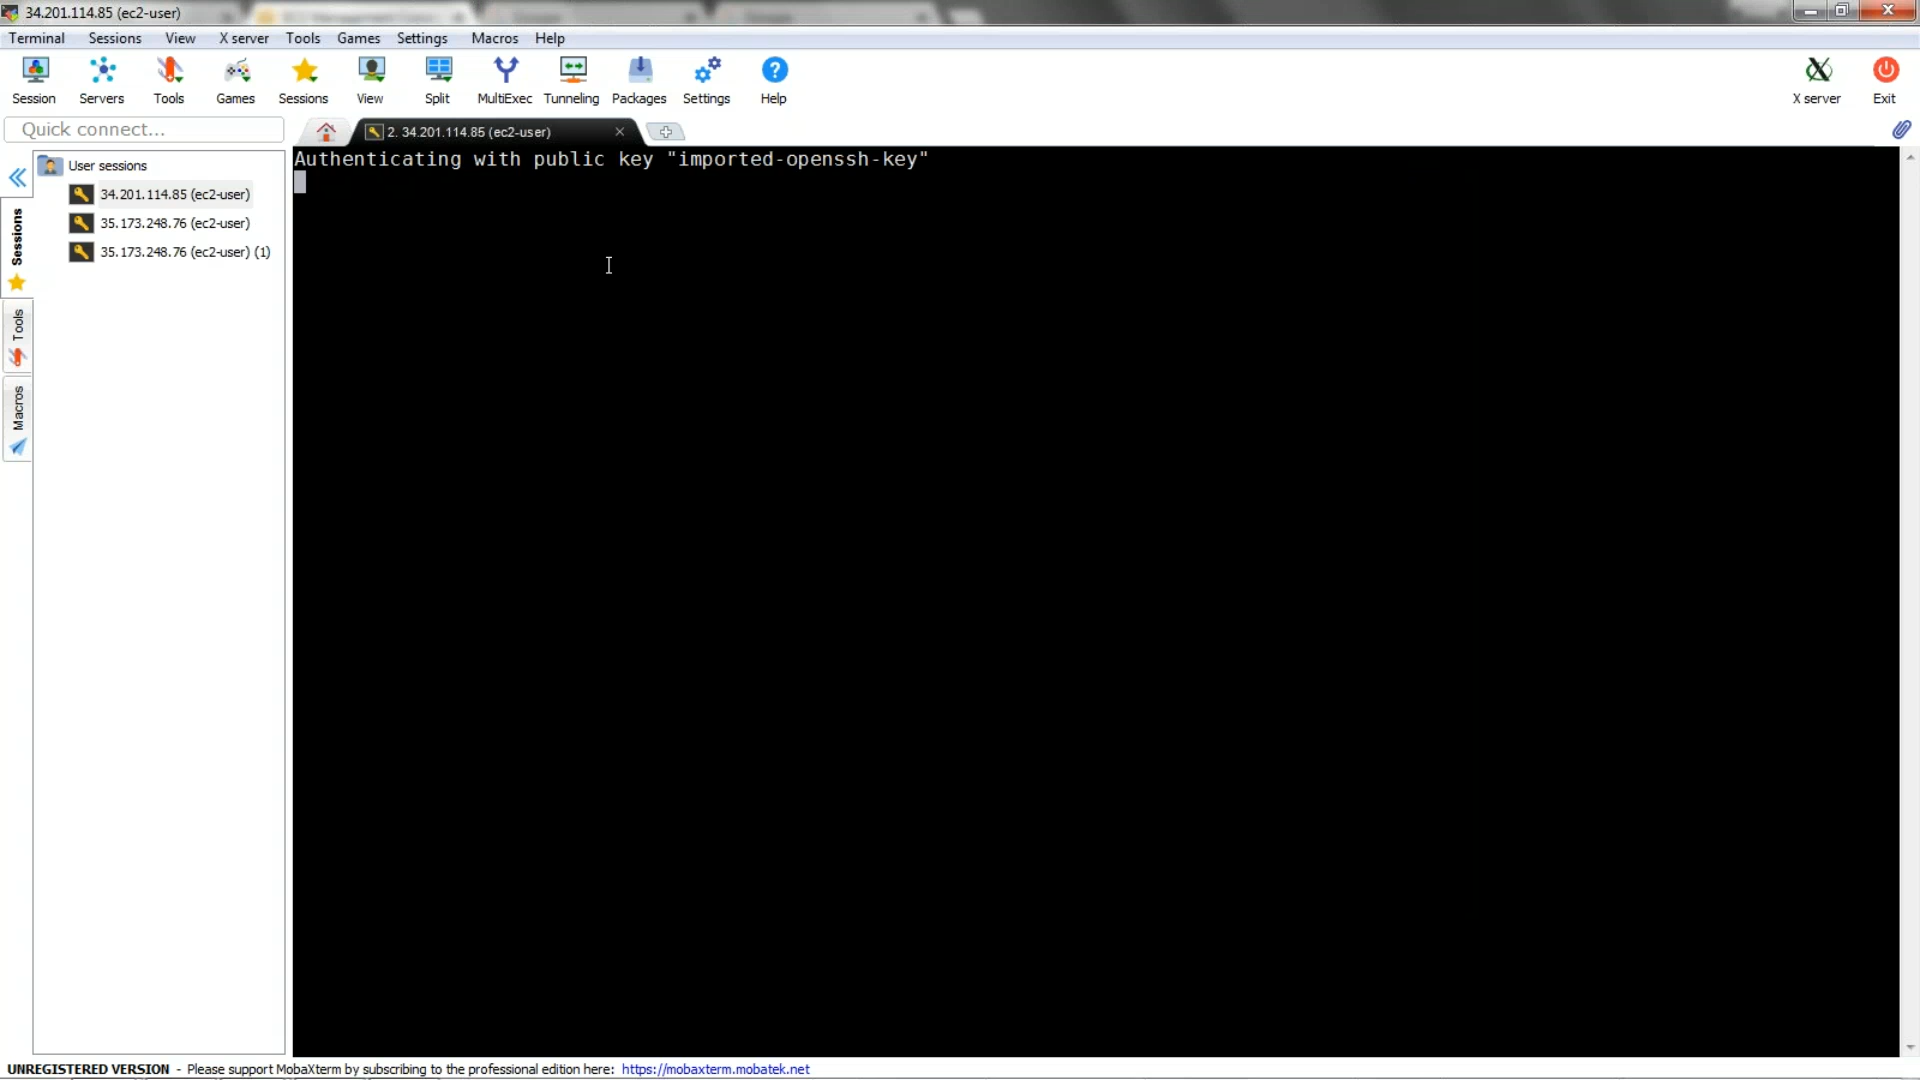 34.201.114.85 (ec2-user)
Terminal Sessions View X server Tools Games Settings Macros Help
Session Servers Tools Games Sessions View Split MultiExec Tunneling Packages Settings Help X server Exit
Quick connect...
2. 34.201.114.85 (ec2-user)
User sessions
34.201.114.85 (ec2-user)
35.173.248.76 (ec2-user)
35.173.248.76 (ec2-user) (1)
Sessions
Tools
Macros
Authenticating with public key "imported-openssh-key"
UNREGISTERED VERSION - Please support MobaXterm by subscribing to the professional edition here: https://mobaxterm.mobatek.net